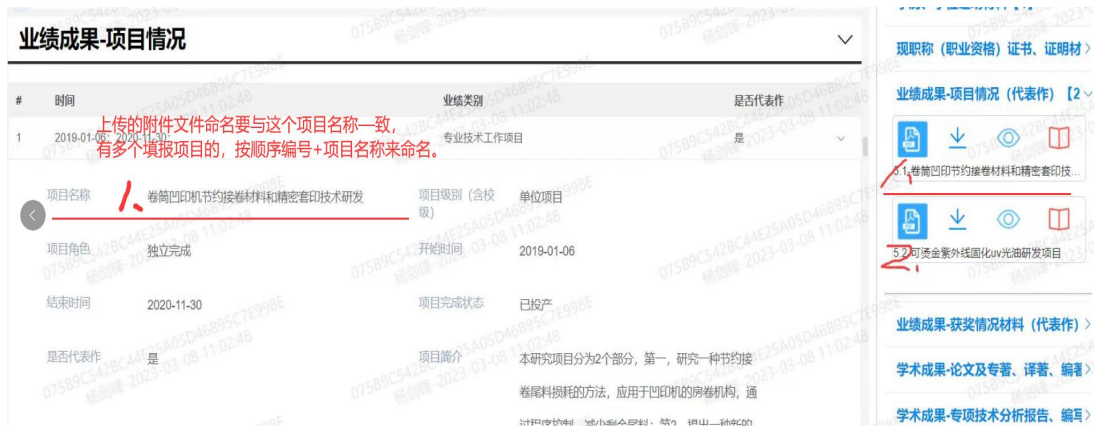 业绩成果-项目情况
现职称（职业资格）证书、证明材
业绩成果-项目情况（代表作）【2
# 时间 业绩类别 是否代表作
上传的附件文件命名要与这个项目名称一致，
1 2019-01-06；2020-11-30； 专业技术工作项目 是
有多个填报项目的，按顺序编号+项目名称来命名。
5.1-卷筒凹印节约接卷材料和精密套印技...
1、
项目名称 1、 卷筒凹印机节约接卷材料和精密套印技术研发 项目级别（含校级） 单位项目
项目角色 独立完成 开始时间 2019-01-06
5.2.可烫金紫外线固化uv光油研发项目
2、
结束时间 2020-11-30 项目完成状态 已投产
业绩成果-获奖情况材料（代表作）
是否代表作 是 项目简介 本研究项目分为2个部分，第一，研究一种节约接
卷尾料损耗的方法，应用于凹印机的房卷机构，通
学术成果-论文及专著、译著、编著
学术成果-专项技术分析报告、编写
075B9C542BC44E25A05D46B95C7E998E
杨剑锋-2023-03-08 11:02:48